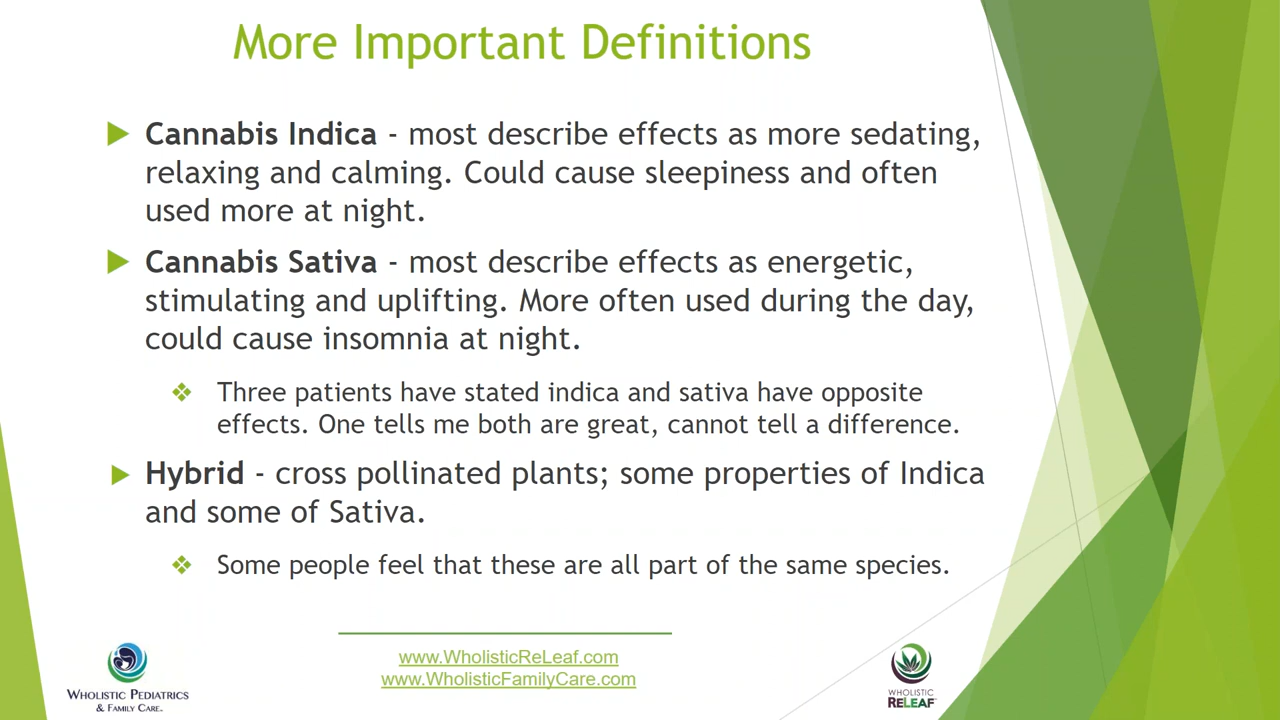 More Important Definitions
Cannabis Indica - most describe effects as more sedating,
relaxing and calming. Could cause sleepiness and often
used more at night.
Cannabis Sativa - most describe effects as energetic,
stimulating and uplifting. More often used during the day,
could cause insomnia at night.
Three patients have stated indica and sativa have opposite
effects. One tells me both are great, cannot tell a difference.
Hybrid - cross pollinated plants; some properties of Indica
and some of Sativa.
Some people feel that these are all part of the same species.
www.WholisticReLeaf.com
www.WholisticFamilyCare.com
Wholistic Pediatrics
& Family Care.
WHOLISTIC
RELEAF